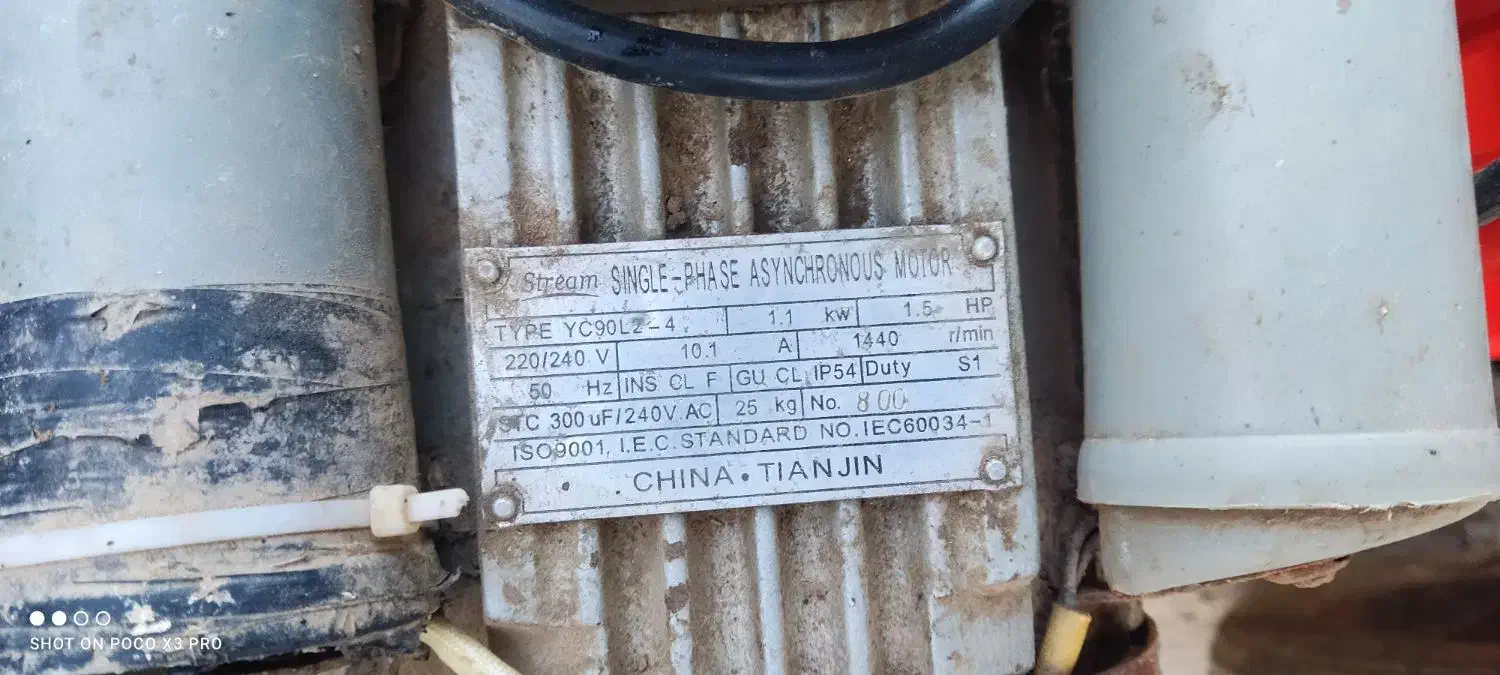 Stream SINGLE-PHASE ASYNCHRONOUS MOTOR
TYPE YC90L2-4 1.1 kW 1.5 HP
220/240 V 10.1 A 1440 r/min
50 Hz INS CL F GU CL IP54 Duty S1
STC 300uF/240V AC 25 kg No. 800
ISO9001, I.E.C. STANDARD NO. IEC60034-1
CHINA • TIANJIN
SHOT ON POCO X3 PRO